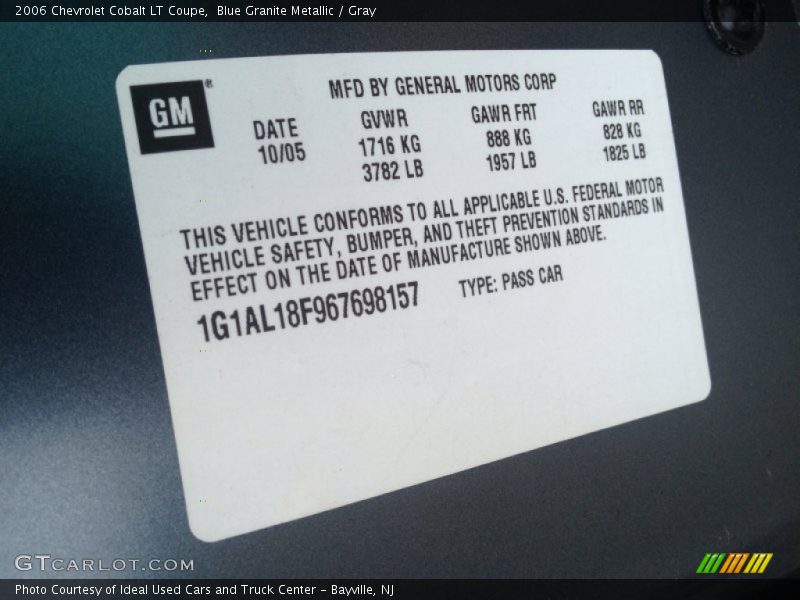 2006 Chevrolet Cobalt LT Coupe, Blue Granite Metallic / Gray
GM®
MFD BY GENERAL MOTORS CORP
DATE GVWR GAWR FRT GAWR RR
10/05 1716 KG 888 KG 828 KG
3782 LB 1957 LB 1825 LB
THIS VEHICLE CONFORMS TO ALL APPLICABLE U.S. FEDERAL MOTOR
VEHICLE SAFETY, BUMPER, AND THEFT PREVENTION STANDARDS IN
EFFECT ON THE DATE OF MANUFACTURE SHOWN ABOVE.
1G1AL18F967698157 TYPE: PASS CAR
GTCARLOT.COM
Photo Courtesy of Ideal Used Cars and Truck Center - Bayville, NJ